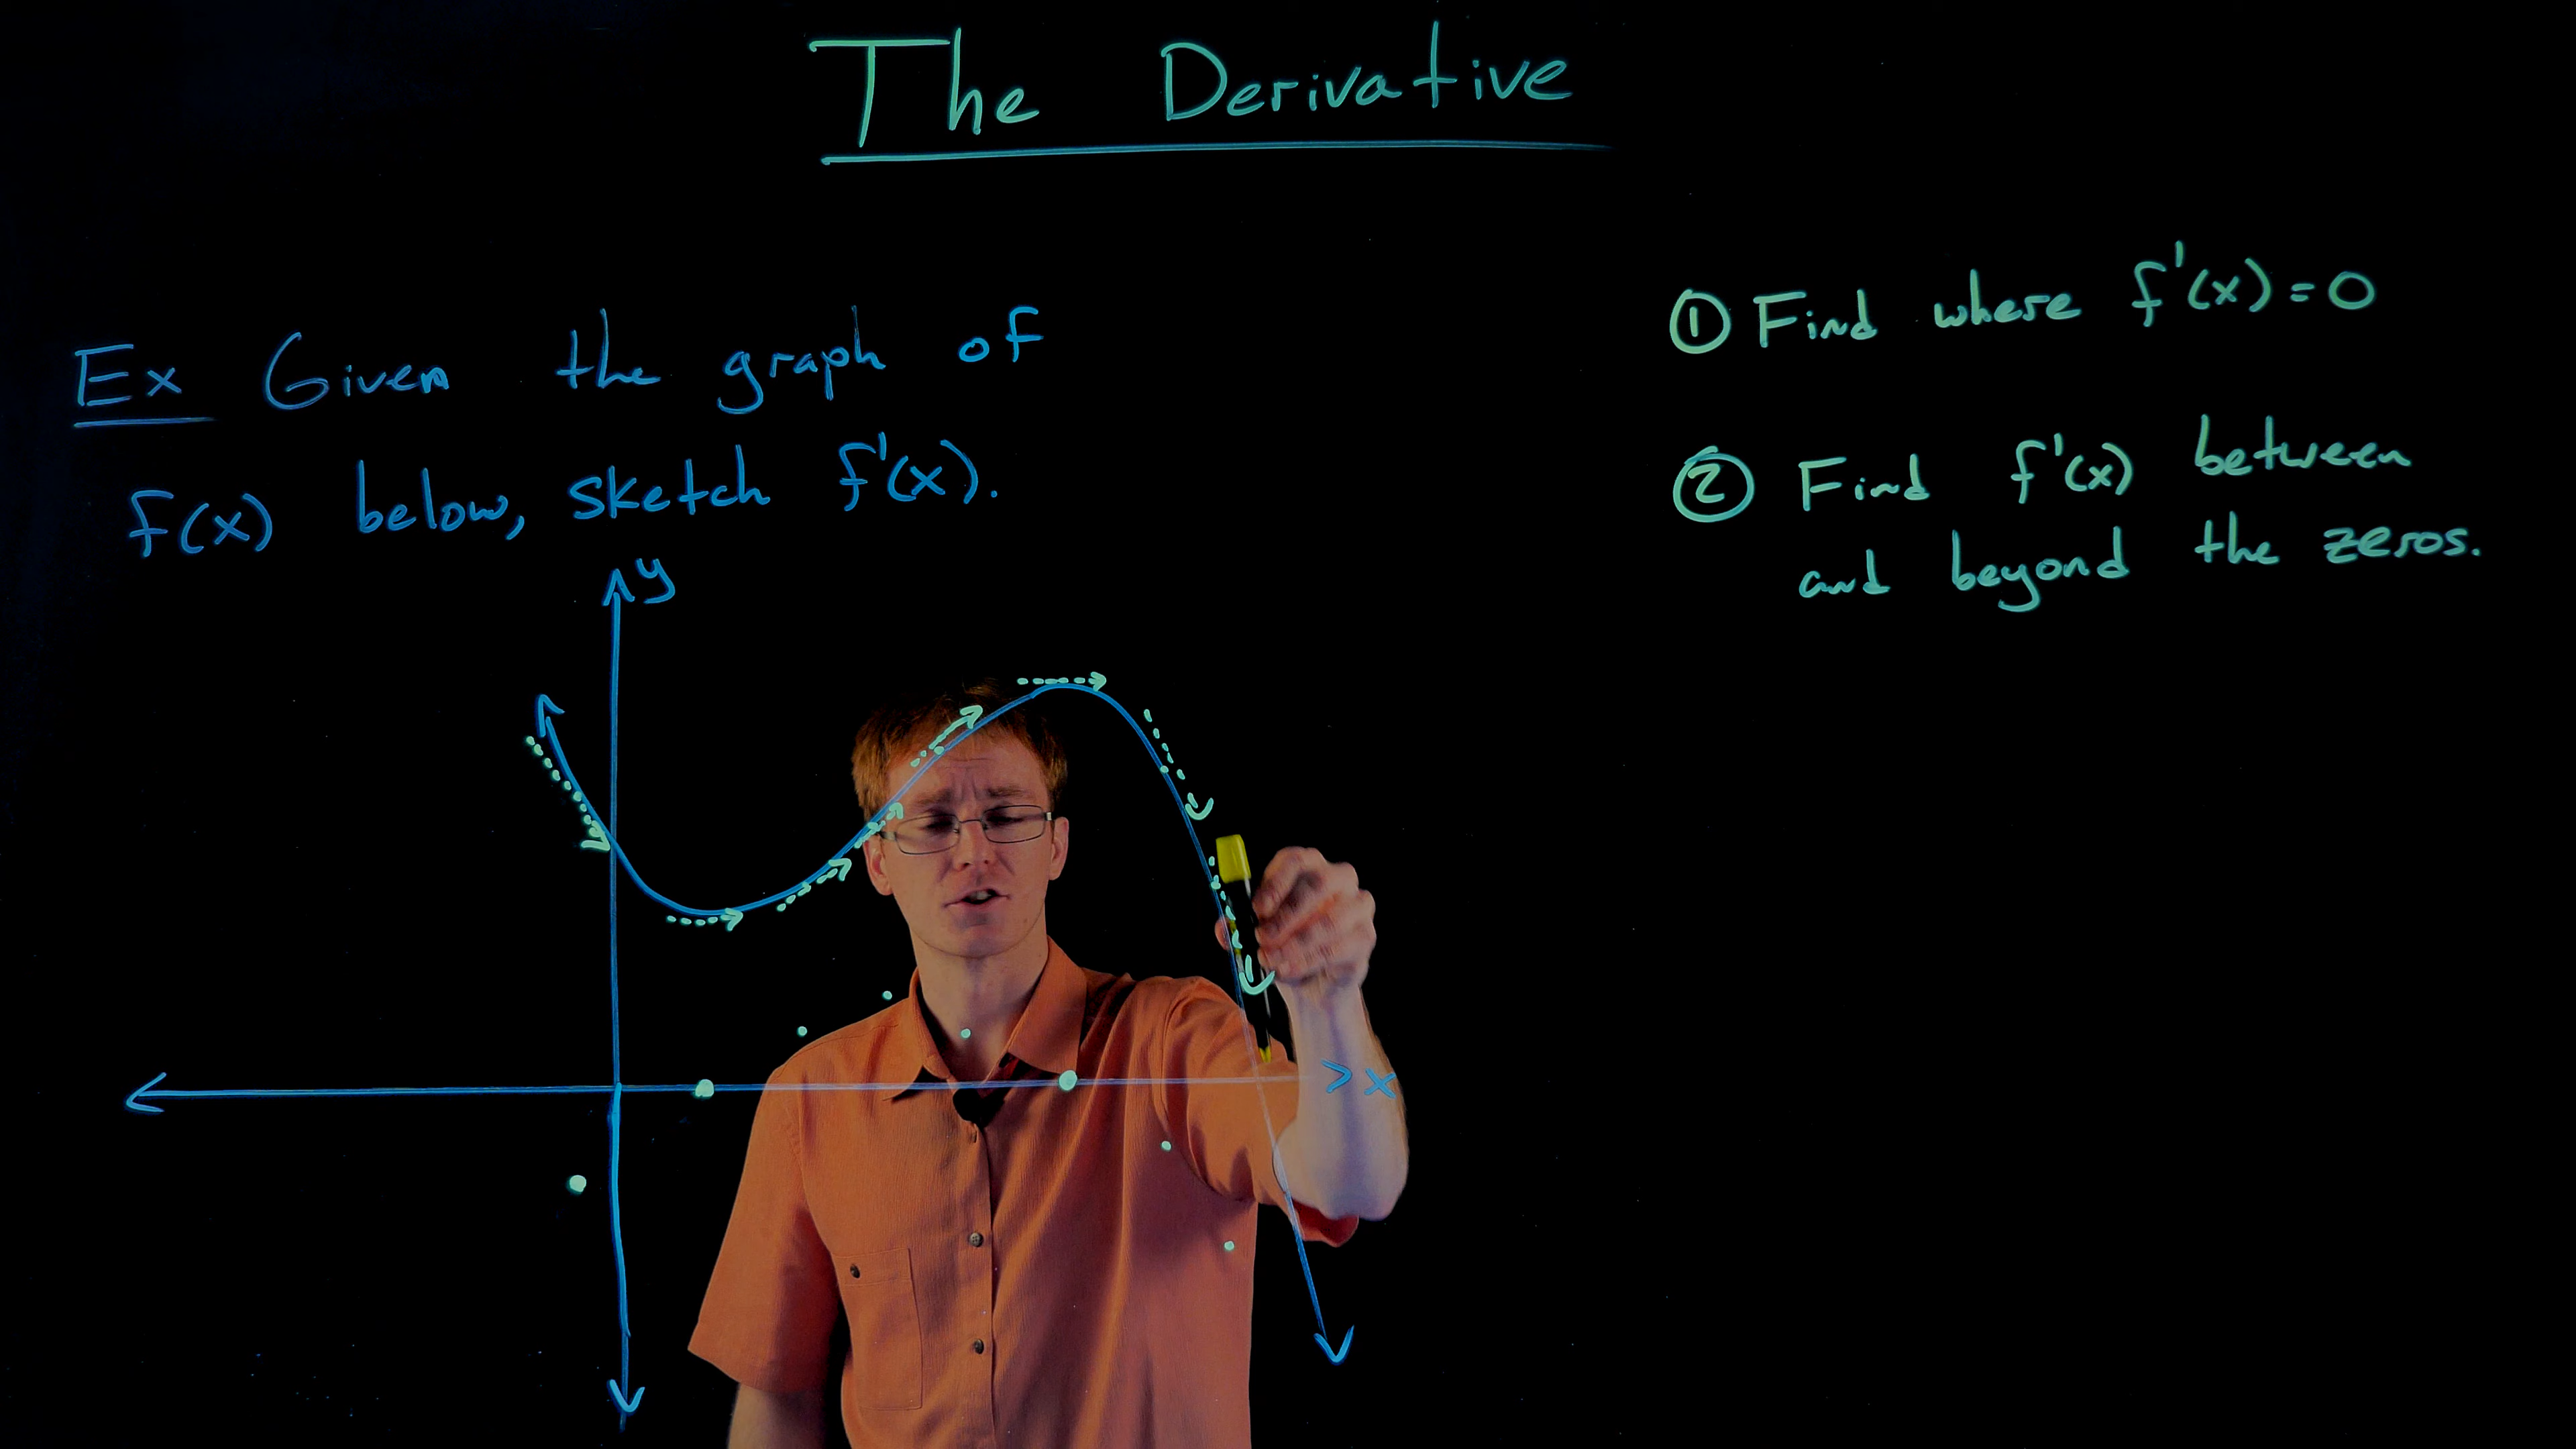 The Derivative
Ex Given the graph of
f(x) below, sketch f'(x).
y
x
① Find where f'(x)=0
② Find f'(x) between
and beyond the zeros.